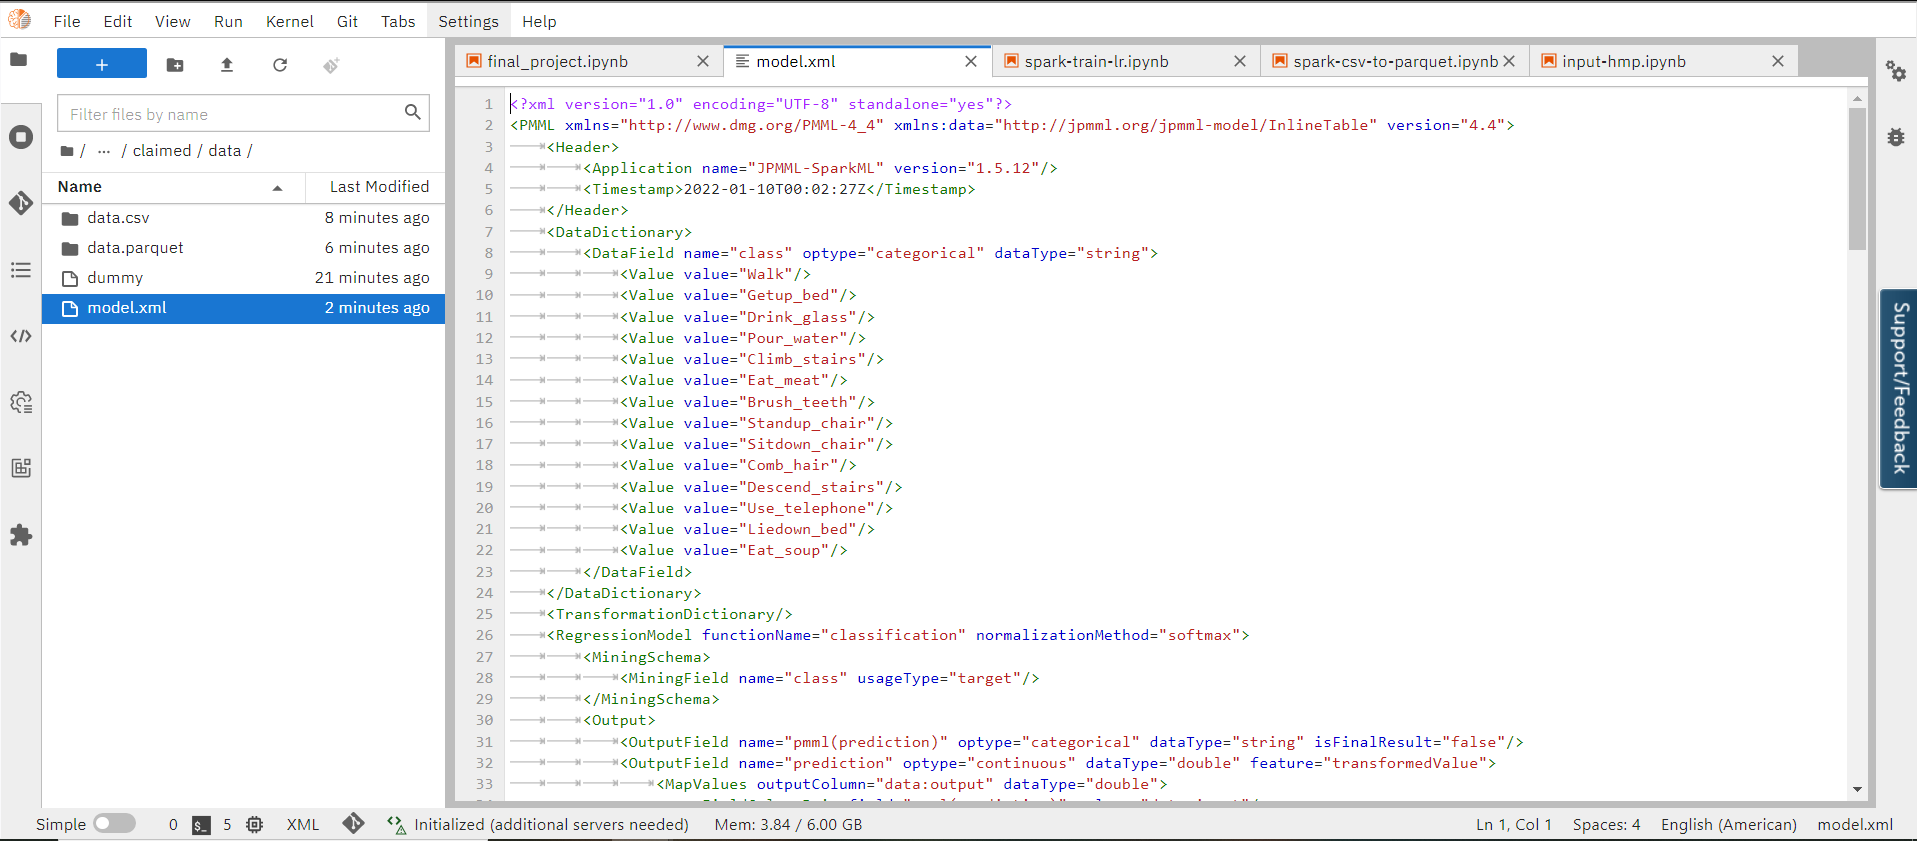 File Edit View Run Kernel Git Tabs Settings Help
+
Filter files by name
/ ... / claimed / data /
Name Last Modified
data.csv 8 minutes ago
data.parquet 6 minutes ago
dummy 21 minutes ago
model.xml 2 minutes ago
final_project.ipynb model.xml spark-train-lr.ipynb spark-csv-to-parquet.ipynb input-hmp.ipynb
1 <?xml version="1.0" encoding="UTF-8" standalone="yes"?>
2 <PMML xmlns="http://www.dmg.org/PMML-4_4" xmlns:data="http://jpmml.org/jpmml-model/InlineTable" version="4.4">
3 <Header>
4 <Application name="JPMML-SparkML" version="1.5.12"/>
5 <Timestamp>2022-01-10T00:02:27Z</Timestamp>
6 </Header>
7 <DataDictionary>
8 <DataField name="class" optype="categorical" dataType="string">
9 <Value value="Walk"/>
10 <Value value="Getup_bed"/>
11 <Value value="Drink_glass"/>
12 <Value value="Pour_water"/>
13 <Value value="Climb_stairs"/>
14 <Value value="Eat_meat"/>
15 <Value value="Brush_teeth"/>
16 <Value value="Standup_chair"/>
17 <Value value="Sitdown_chair"/>
18 <Value value="Comb_hair"/>
19 <Value value="Descend_stairs"/>
20 <Value value="Use_telephone"/>
21 <Value value="Liedown_bed"/>
22 <Value value="Eat_soup"/>
23 </DataField>
24 </DataDictionary>
25 <TransformationDictionary/>
26 <RegressionModel functionName="classification" normalizationMethod="softmax">
27 <MiningSchema>
28 <MiningField name="class" usageType="target"/>
29 </MiningSchema>
30 <Output>
31 <OutputField name="pmml(prediction)" optype="categorical" dataType="string" isFinalResult="false"/>
32 <OutputField name="prediction" optype="continuous" dataType="double" feature="transformedValue">
33 <MapValues outputColumn="data:output" dataType="double">
Support/Feedback
Simple 0 $_ 5 XML Initialized (additional servers needed) Mem: 3.84 / 6.00 GB Ln 1, Col 1 Spaces: 4 English (American) model.xml